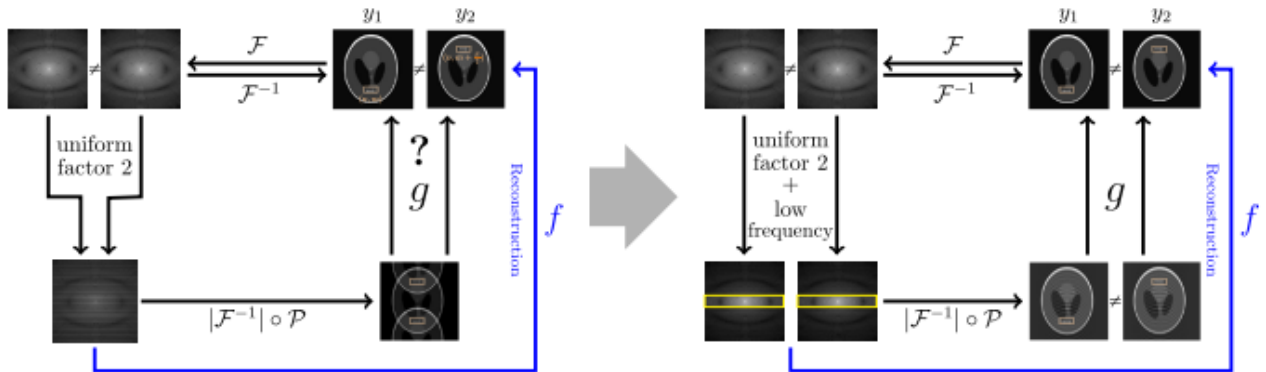 y₁ y₂
≠ ℱ ≠
ℱ⁻¹
uniform
factor 2
?
g
Reconstruction
f
|ℱ⁻¹| ∘ 𝒫
y₁ y₂
≠ ℱ ≠
ℱ⁻¹
uniform
factor 2
+
low
frequency
g
Reconstruction
f
≠
|ℱ⁻¹| ∘ 𝒫